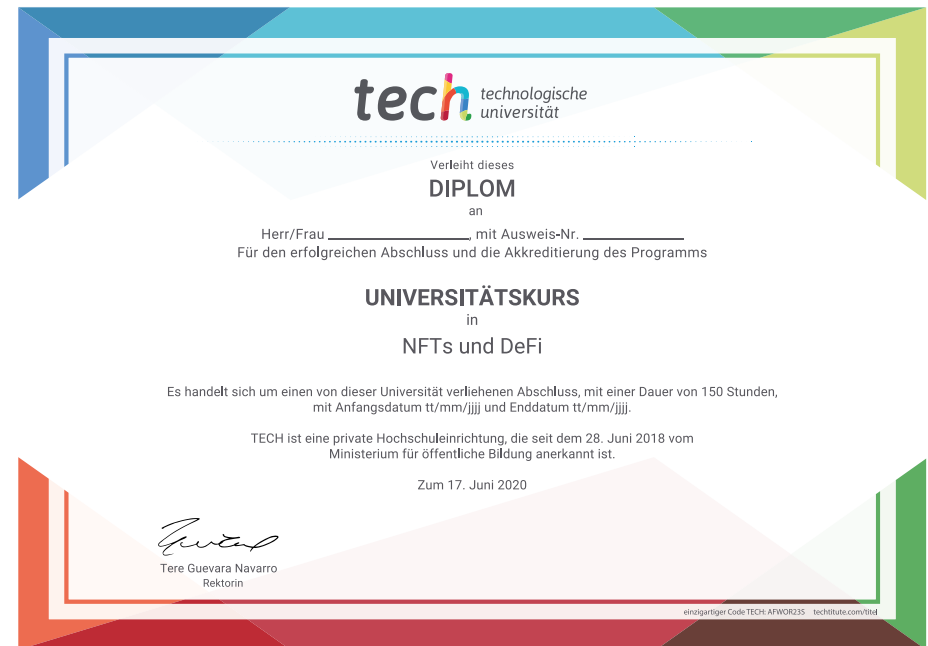 tech technologische
universität
Verleiht dieses
DIPLOM
an
Herr/Frau ____________________, mit Ausweis-Nr. ______________
Für den erfolgreichen Abschluss und die Akkreditierung des Programms
UNIVERSITÄTSKURS
in
NFTs und DeFi
Es handelt sich um einen von dieser Universität verliehenen Abschluss, mit einer Dauer von 150 Stunden,
mit Anfangsdatum tt/mm/jjjj und Enddatum tt/mm/jjjj.
TECH ist eine private Hochschuleinrichtung, die seit dem 28. Juni 2018 vom
Ministerium für öffentliche Bildung anerkannt ist.
Zum 17. Juni 2020
Tere Guevara Navarro
Rektorin
einzigartiger Code TECH: AFWOR23S techtitute.com/titel